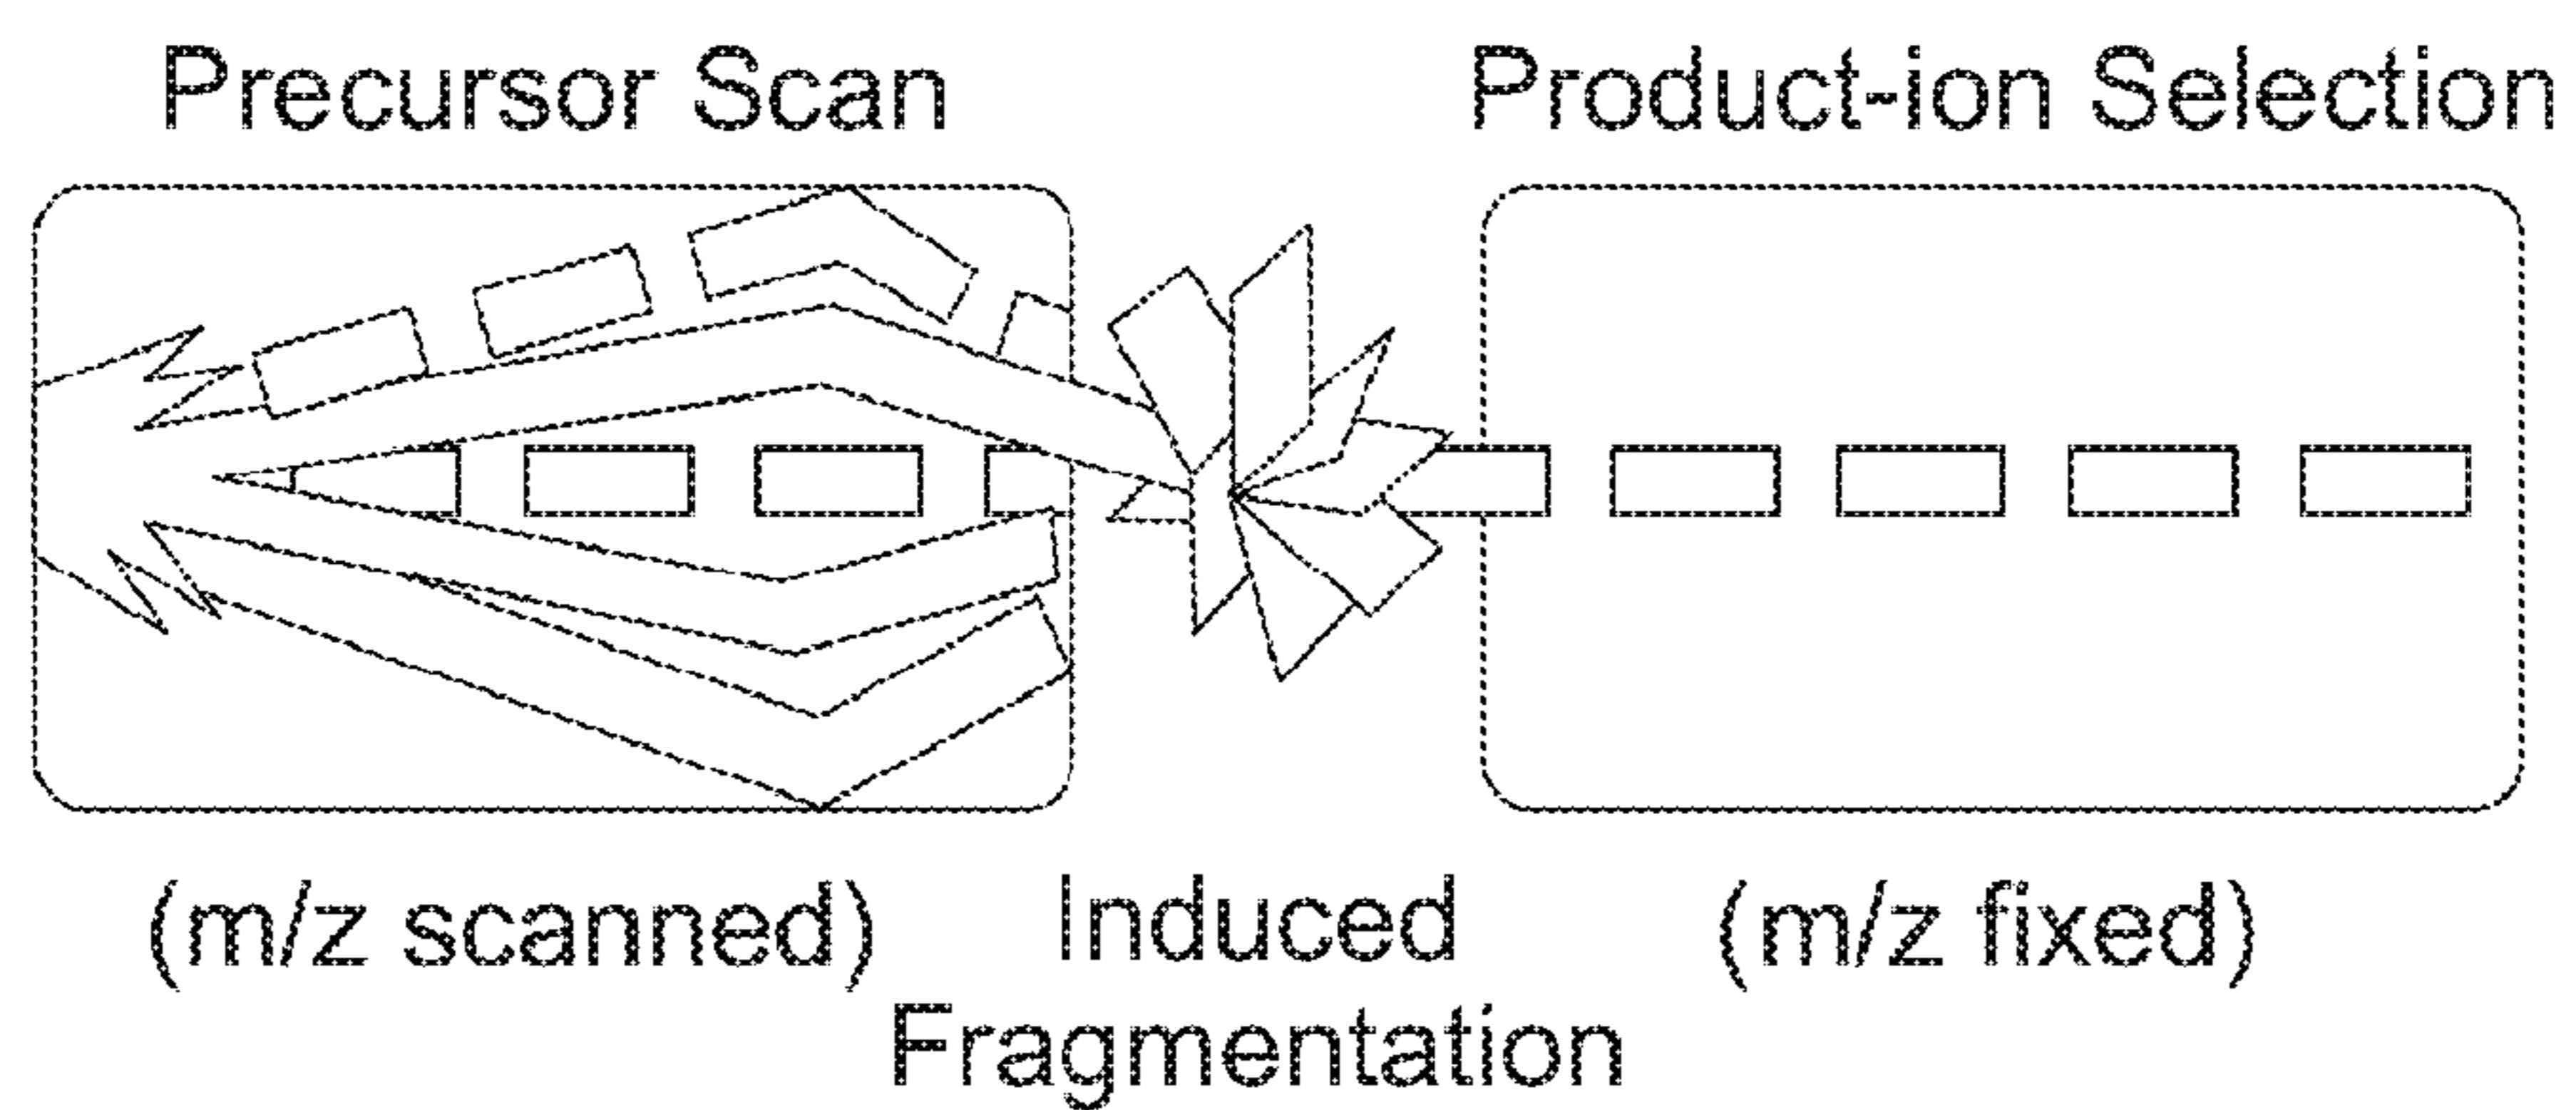 Precursor Scan
Product-ion Selection
(m/z scanned)
Induced
Fragmentation
(m/z fixed)